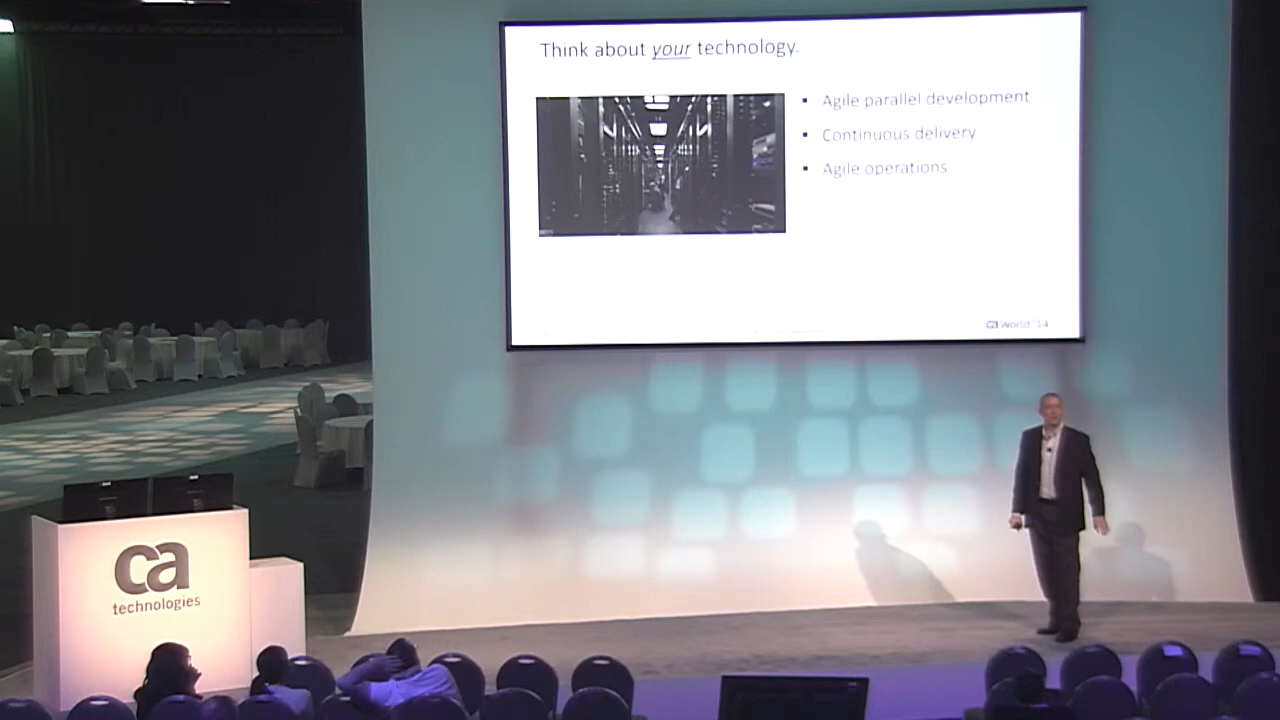 Think about your technology.
▪ Agile parallel development
▪ Continuous delivery
▪ Agile operations
ca World '14
ca
technologies